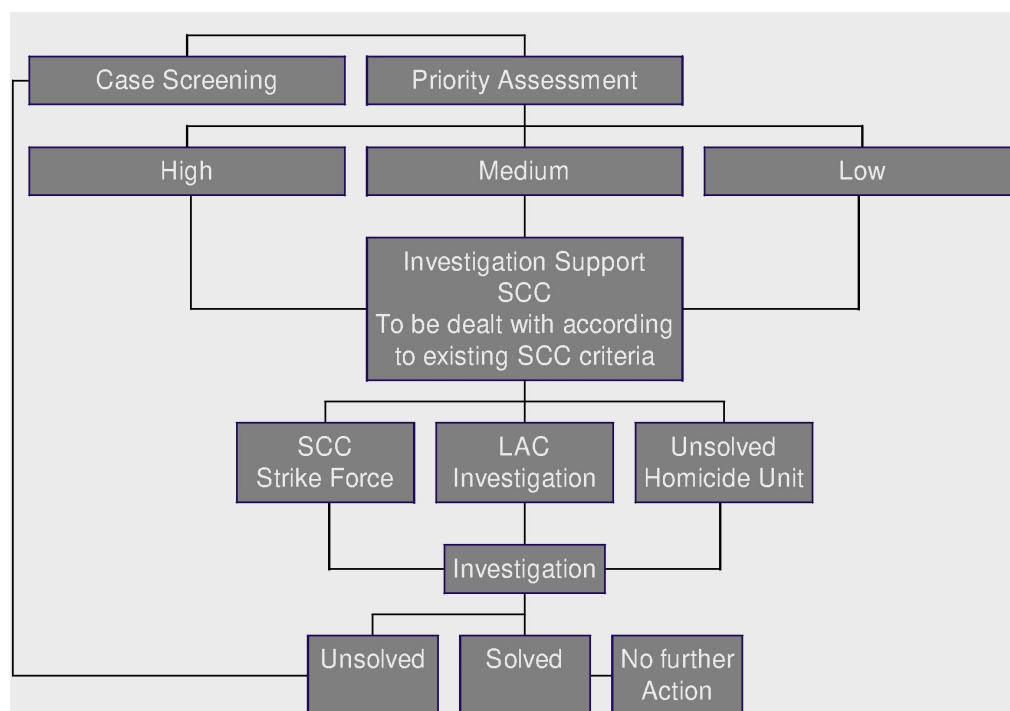 Case Screening
Priority Assessment
High
Medium
Low
Investigation Support
SCC
To be dealt with according
to existing SCC criteria
SCC
Strike Force
LAC
Investigation
Unsolved
Homicide Unit
Investigation
Unsolved
Solved
No further
Action